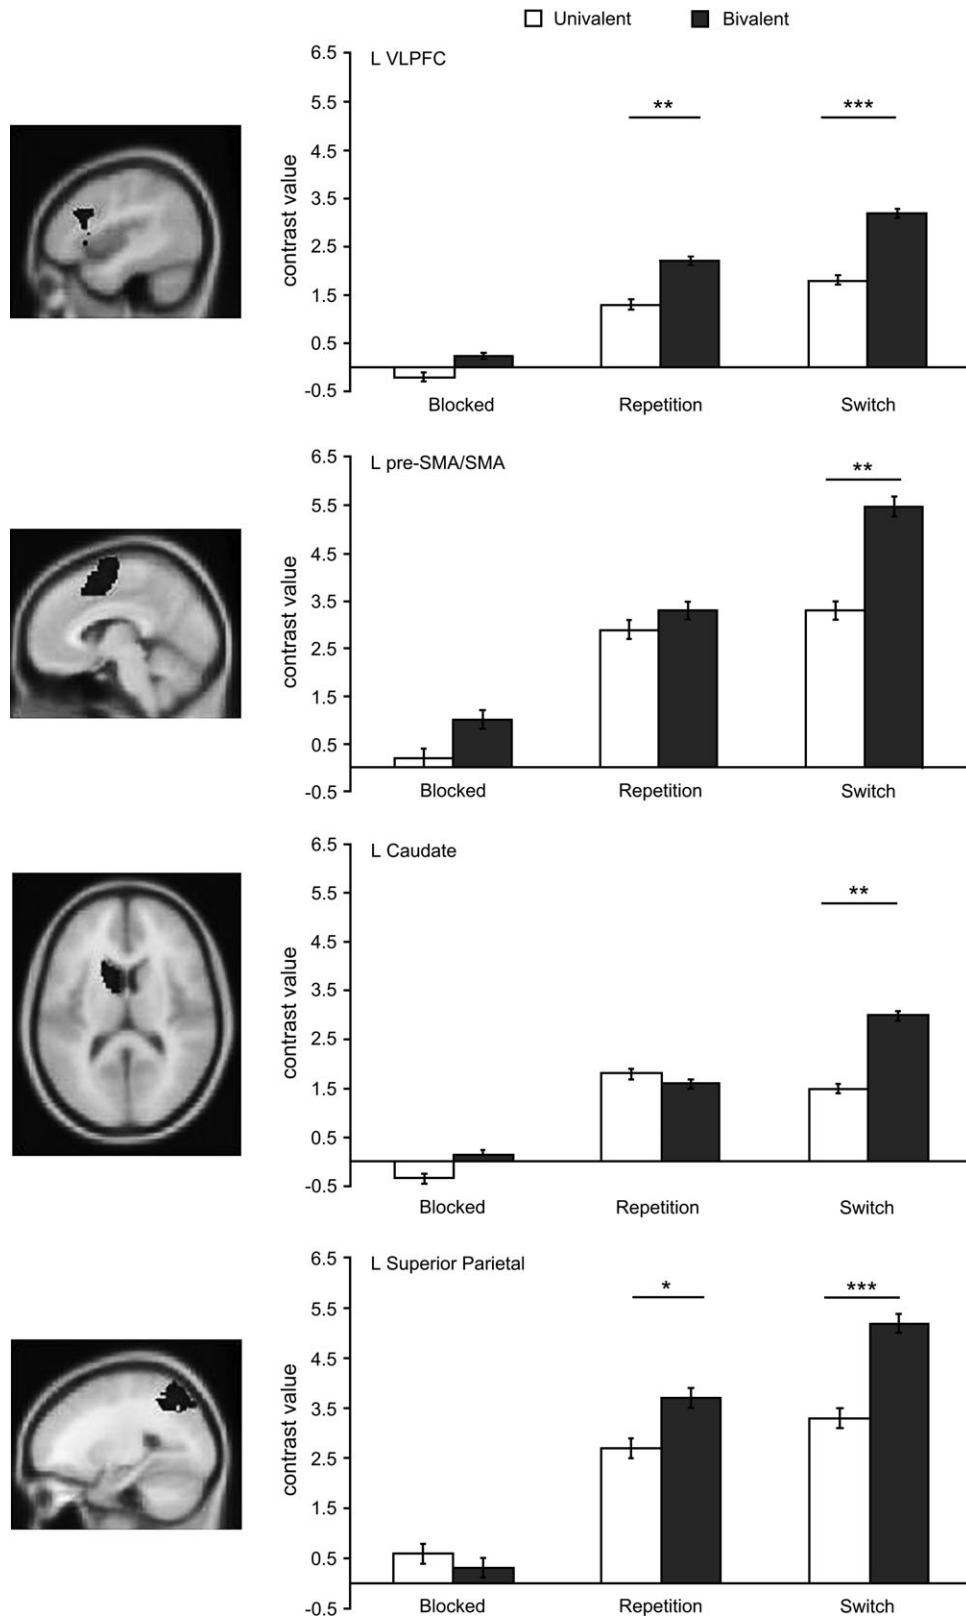 Univalent Bivalent
L VLPFC
6.5
5.5
4.5
3.5
2.5
1.5
0.5
-0.5
contrast value
** ***
Blocked Repetition Switch
L pre-SMA/SMA
6.5
5.5
4.5
3.5
2.5
1.5
0.5
-0.5
contrast value
**
Blocked Repetition Switch
L Caudate
6.5
5.5
4.5
3.5
2.5
1.5
0.5
-0.5
contrast value
**
Blocked Repetition Switch
L Superior Parietal
6.5
5.5
4.5
3.5
2.5
1.5
0.5
-0.5
contrast value
* ***
Blocked Repetition Switch